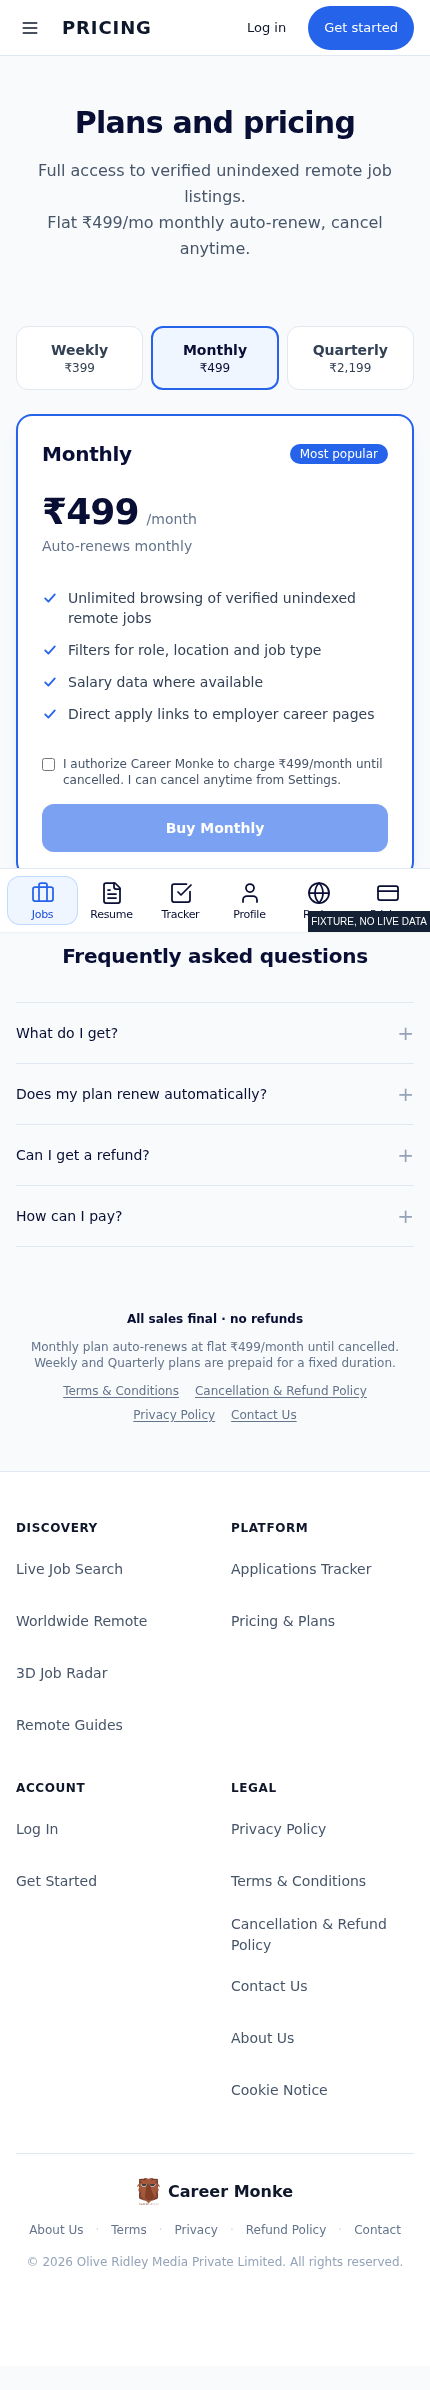 PRICING
Log in
Get started
Plans and pricing
Full access to verified unindexed remote job
listings.
Flat ₹499/mo monthly auto-renew, cancel
anytime.
Weekly
₹399
Monthly
₹499
Quarterly
₹2,199
Monthly
Most popular
₹499 /month
Auto-renews monthly
Unlimited browsing of verified unindexed
remote jobs
Filters for role, location and job type
Salary data where available
Direct apply links to employer career pages
I authorize Career Monke to charge ₹499/month until
cancelled. I can cancel anytime from Settings.
Buy Monthly
Jobs
Resume
Tracker
Profile
FIXTURE, NO LIVE DATA
Frequently asked questions
What do I get?
Does my plan renew automatically?
Can I get a refund?
How can I pay?
All sales final · no refunds
Monthly plan auto-renews at flat ₹499/month until cancelled.
Weekly and Quarterly plans are prepaid for a fixed duration.
Terms & Conditions Cancellation & Refund Policy
Privacy Policy Contact Us
DISCOVERY
Live Job Search
Worldwide Remote
3D Job Radar
Remote Guides
PLATFORM
Applications Tracker
Pricing & Plans
ACCOUNT
Log In
Get Started
LEGAL
Privacy Policy
Terms & Conditions
Cancellation & Refund
Policy
Contact Us
About Us
Cookie Notice
Career Monke
About Us · Terms · Privacy · Refund Policy · Contact
© 2026 Olive Ridley Media Private Limited. All rights reserved.